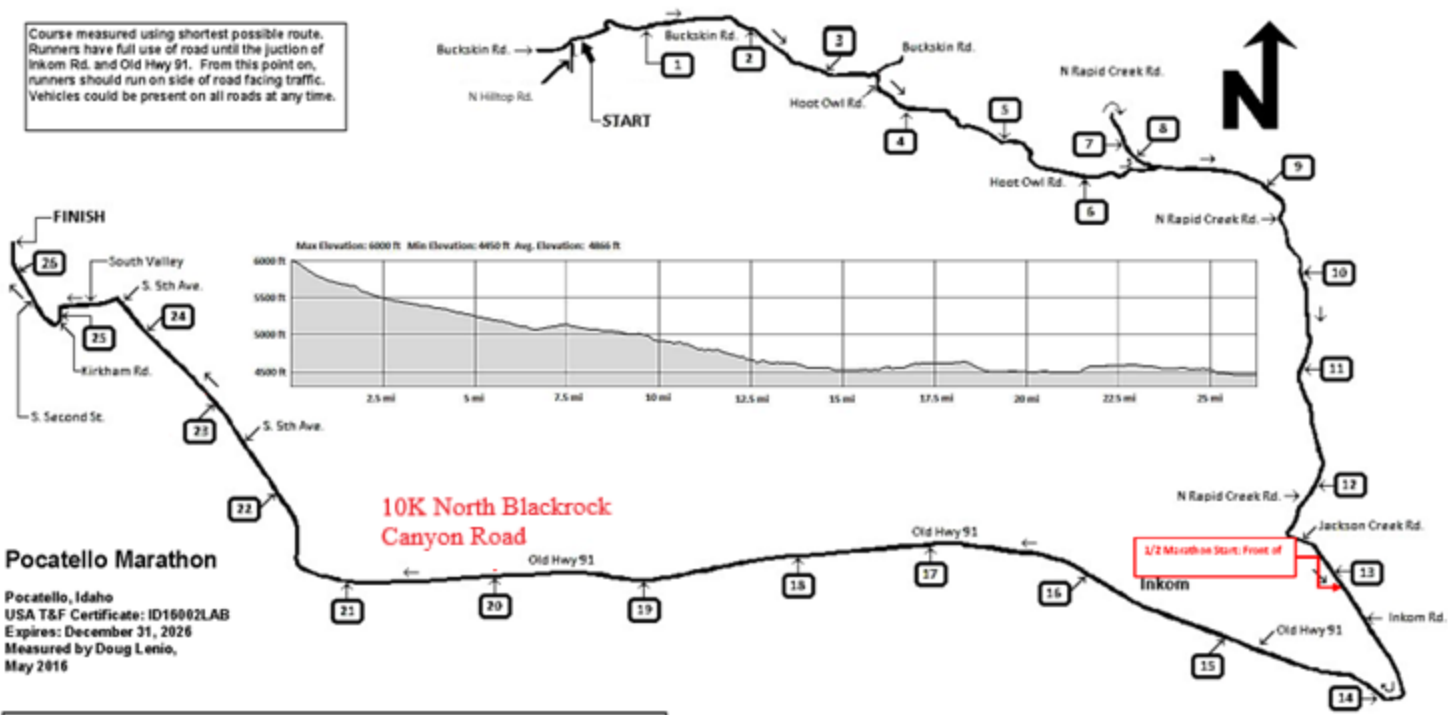 Course measured using shortest possible route.
Runners have full use of road until the juction of
Inkom Rd. and Old Hwy 91. From this point on,
runners should run on side of road facing traffic.
Vehicles could be present on all roads at any time.
Buckskin Rd.
N Hilltop Rd.
START
Buckskin Rd.
1
2
3
Buckskin Rd.
Hoot Owl Rd.
4
5
Hoot Owl Rd.
6
N Rapid Creek Rd.
7
8
N
9
N Rapid Creek Rd.
10
11
12
N Rapid Creek Rd.
Jackson Creek Rd.
1/2 Marathon Start: Front of
Inkom
13
Inkom Rd.
14
Old Hwy 91
15
16
Old Hwy 91
17
18
19
Old Hwy 91
20
21
10K North Blackrock
Canyon Road
22
S. 5th Ave.
23
24
S. 5th Ave.
South Valley
25
Kirkham Rd.
S. Second St.
26
FINISH
Max Elevation: 6000 ft Min Elevation: 4450 ft Avg. Elevation: 4866 ft
6000 ft
5500 ft
5000 ft
4500 ft
2.5 mi
5 mi
7.5 mi
10 mi
12.5 mi
15 mi
17.5 mi
20 mi
22.5 mi
25 mi
Pocatello Marathon
Pocatello, Idaho
USA T&F Certificate: ID16002LAB
Expires: December 31, 2026
Measured by Doug Lenio,
May 2016